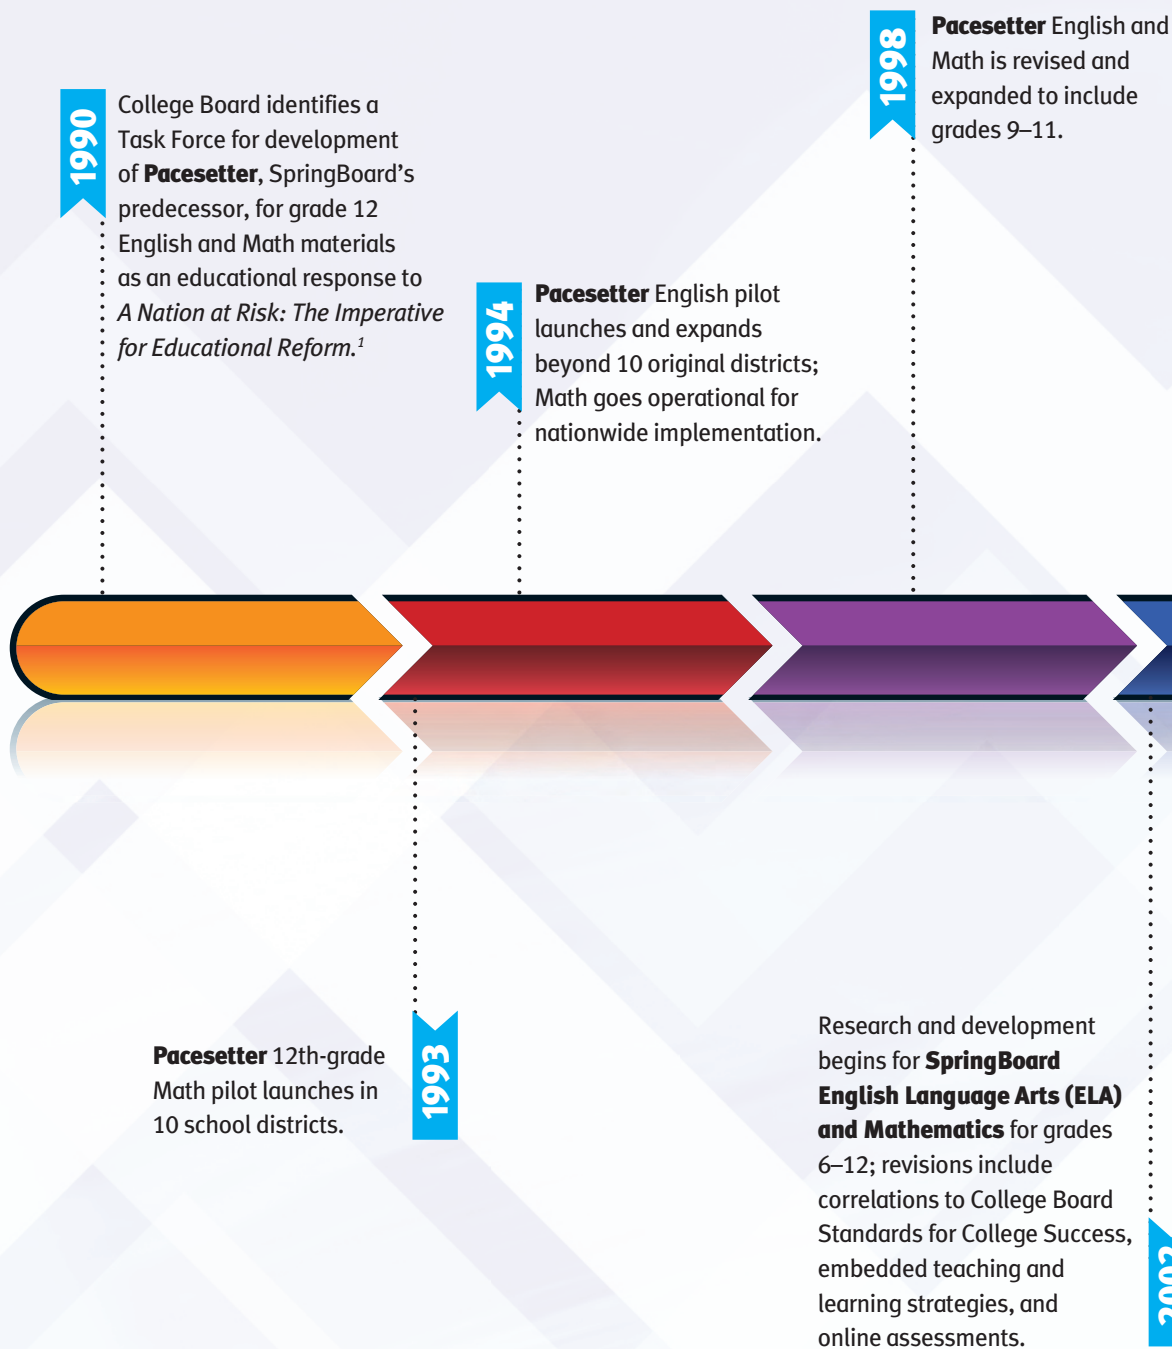 1990
College Board identifies a
Task Force for development
of Pacesetter, SpringBoard’s
predecessor, for grade 12
English and Math materials
as an educational response to
A Nation at Risk: The Imperative
for Educational Reform.1
1993
Pacesetter 12th-grade
Math pilot launches in
10 school districts.
1994
Pacesetter English pilot
launches and expands
beyond 10 original districts;
Math goes operational for
nationwide implementation.
1998
Pacesetter English and
Math is revised and
expanded to include
grades 9–11.
2002
Research and development
begins for SpringBoard
English Language Arts (ELA)
and Mathematics for grades
6–12; revisions include
correlations to College Board
Standards for College Success,
embedded teaching and
learning strategies, and
online assessments.